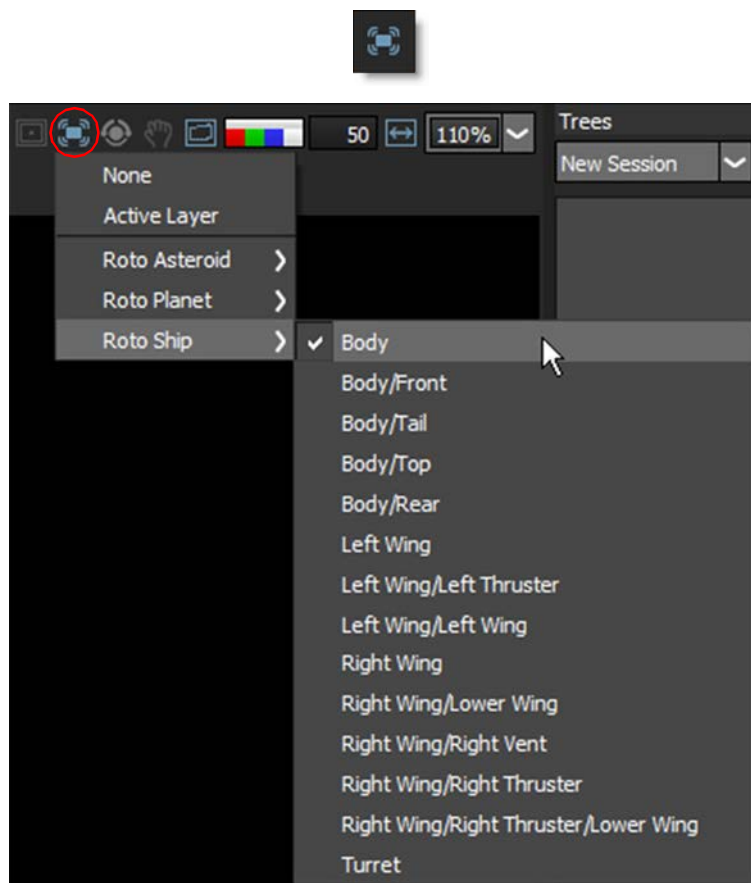 50 110% Trees
New Session
None
Active Layer
Roto Asteroid
Roto Planet
Roto Ship
Body
Body/Front
Body/Tail
Body/Top
Body/Rear
Left Wing
Left Wing/Left Thruster
Left Wing/Left Wing
Right Wing
Right Wing/Lower Wing
Right Wing/Right Vent
Right Wing/Right Thruster
Right Wing/Right Thruster/Lower Wing
Turret